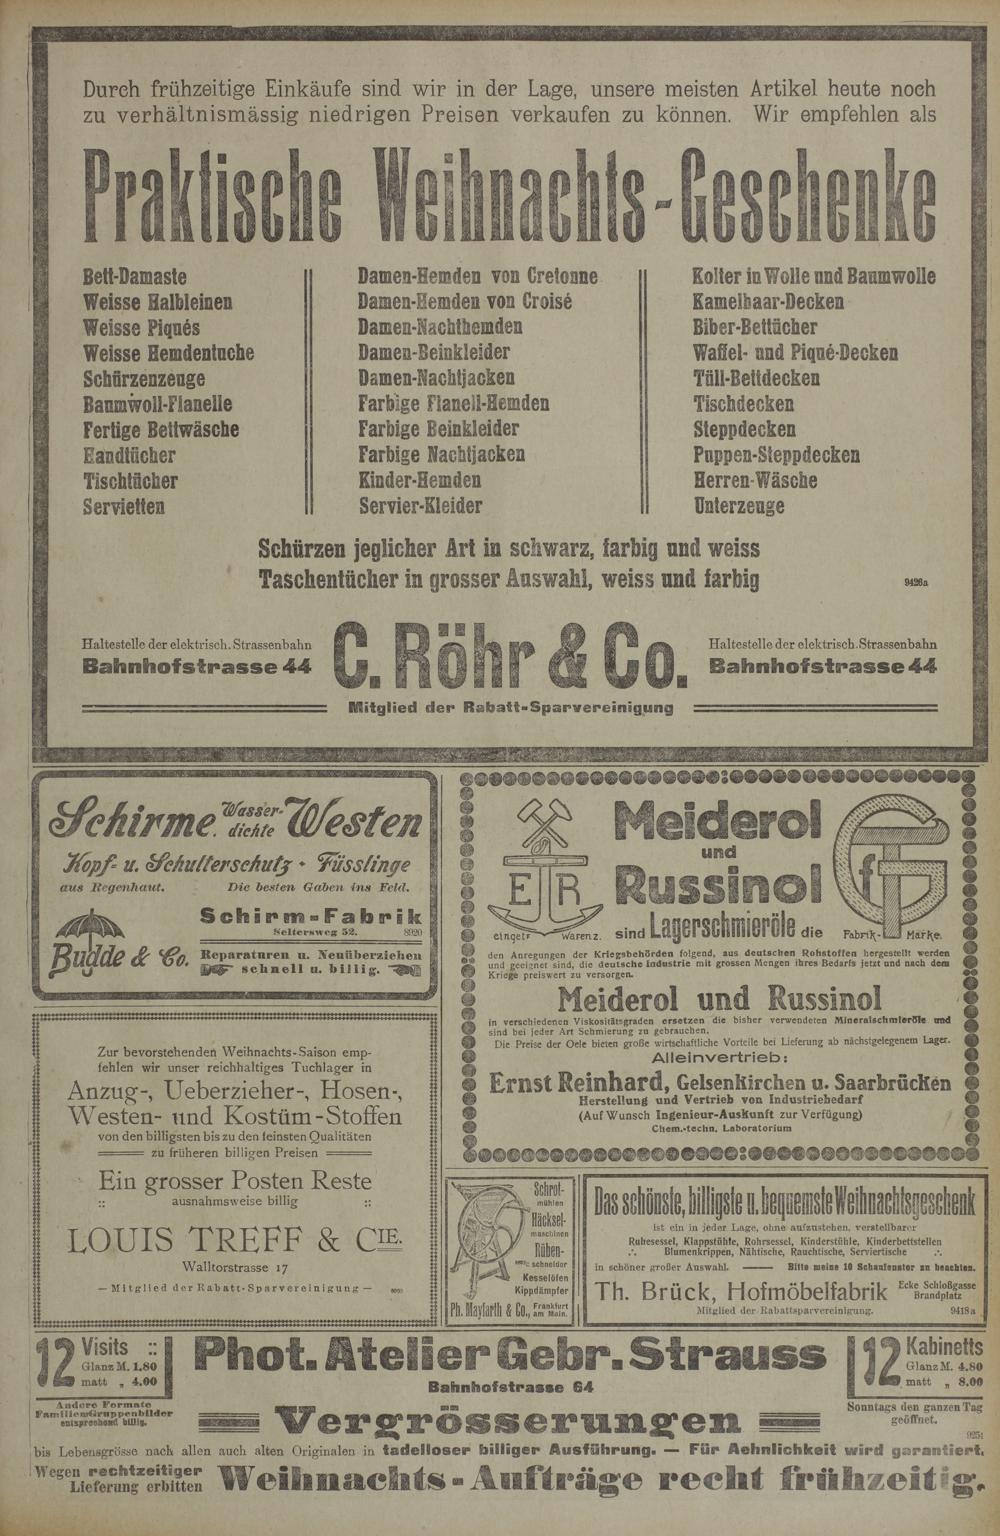 Durch frühzeitige Einkäufe sind wir in der Lage, unsere meisten Artikel heute noch
zu verhältnismässig niedrigen Preisen verkaufen zu können. Wir empfehlen als
Praktische Weihnachts-Geschenke
Bett-Damaste
Weisse Halbleinen
Weisse Piqués
Weisse Hemdentuche
Schürzenzeuge
Baumwoll-Flanelle
Fertige Bettwäsche
Handtücher
Tischtücher
Servietten
Damen-Hemden von Cretonne
Damen-Hemden von Croisé
Damen-Nachthemden
Damen-Beinkleider
Damen-Nachtjacken
Farbige Flanell-Hemden
Farbige Beinkleider
Farbige Nachtjacken
Kinder-Hemden
Servier-Kleider
Kolter in Wolle und Baumwolle
Kamelhaar-Decken
Biber-Bettücher
Waffel- und Piqué-Decken
Tüll-Bettdecken
Tischdecken
Steppdecken
Puppen-Steppdecken
Herren-Wäsche
Unterzeuge
Schürzen jeglicher Art in schwarz, farbig und weiss
Taschentücher in grosser Auswahl, weiss und farbig
9426a
Haltestelle der elektrisch. Strassenbahn
Bahnhofstrasse 44
C. Röhr & Co.
Haltestelle der elektrisch. Strassenbahn
Bahnhofstrasse 44
Mitglied der Rabatt-Sparvereinigung
Schirme. Wasser-dichte Westen
Kopf- u. Schulterschutz · Füsslinge
aus Regenhaut. Die besten Gaben ins Feld.
Schirm-Fabrik
Seltersweg 52. 8920
Budde & Co.
Reparaturen u. Neuüberziehen
schnell u. billig.
Zur bevorstehenden Weihnachts-Saison emp-
fehlen wir unser reichhaltiges Tuchlager in
Anzug-, Ueberzieher-, Hosen-,
Westen- und Kostüm-Stoffen
von den billigsten bis zu den feinsten Qualitäten
zu früheren billigen Preisen
Ein grosser Posten Reste
:: ausnahmsweise billig ::
LOUIS TREFF & CIE.
Walltorstrasse 17
— Mitglied der Rabatt-Sparvereinigung —
Meiderol
und
Russinol
E R
eingetr Warenz.
f G
Fabrik-Marke.
sind Lagerschmieröle die
den Anregungen der Kriegsbehörden folgend, aus deutschen Rohstoffen hergestellt werden
und geeignet sind, die deutsche Industrie mit grossen Mengen ihres Bedarfs jetzt und nach dem
Kriege preiswert zu versorgen.
Meiderol und Russinol
in verschiedenen Viskositätsgraden ersetzen die bisher verwendeten Mineralschmieröle und
sind bei jeder Art Schmierung zu gebrauchen.
Die Preise der Oele bieten große wirtschaftliche Vorteile bei Lieferung ab nächstgelegenem Lager.
Alleinvertrieb:
Ernst Reinhard, Gelsenkirchen u. Saarbrücken
Herstellung und Vertrieb von Industriebedarf
(Auf Wunsch Ingenieur-Auskunft zur Verfügung)
Chem.-techn. Laboratorium
Schrot-
mühlen
Häcksel-
maschinen
Rüben-
schneider
Kesselöfen
Kippdämpfer
Ph. Mayfarth & Co., Frankfurt am Main.
Das schönste, billigste u. bequemste Weihnachtsgeschenk
ist ein in jeder Lage, ohne aufzustehen, verstellbarer
Ruhesessel, Klappstühle, Rohrsessel, Kinderstühle, Kinderbettstellen
.·. Blumenkrippen, Nähtische, Rauchtische, Serviertische .·.
in schöner großer Auswahl. — Bitte meine 10 Schaufenster zu beachten.
Th. Brück, Hofmöbelfabrik Ecke Schloßgasse Brandplatz
Mitglied der Rabattsparvereinigung. 9418a
12 Visits ::
Glanz M. 1.80
matt „ 4.00
Phot. Atelier Gebr. Strauss
Bahnhofstrasse 64
12 Kabinetts
Glanz M. 4.80
matt „ 8.00
Andere Formate
Familien-Gruppenbilder
entsprechend billig.
Vergrösserungen
Sonntags den ganzen Tag
geöffnet.
bis Lebensgrösse nach allen auch alten Originalen in tadelloser billiger Ausführung. — Für Aehnlichkeit wird garantiert.
Wegen rechtzeitiger
Lieferung erbitten
Weihnachts-Aufträge recht frühzeitig.